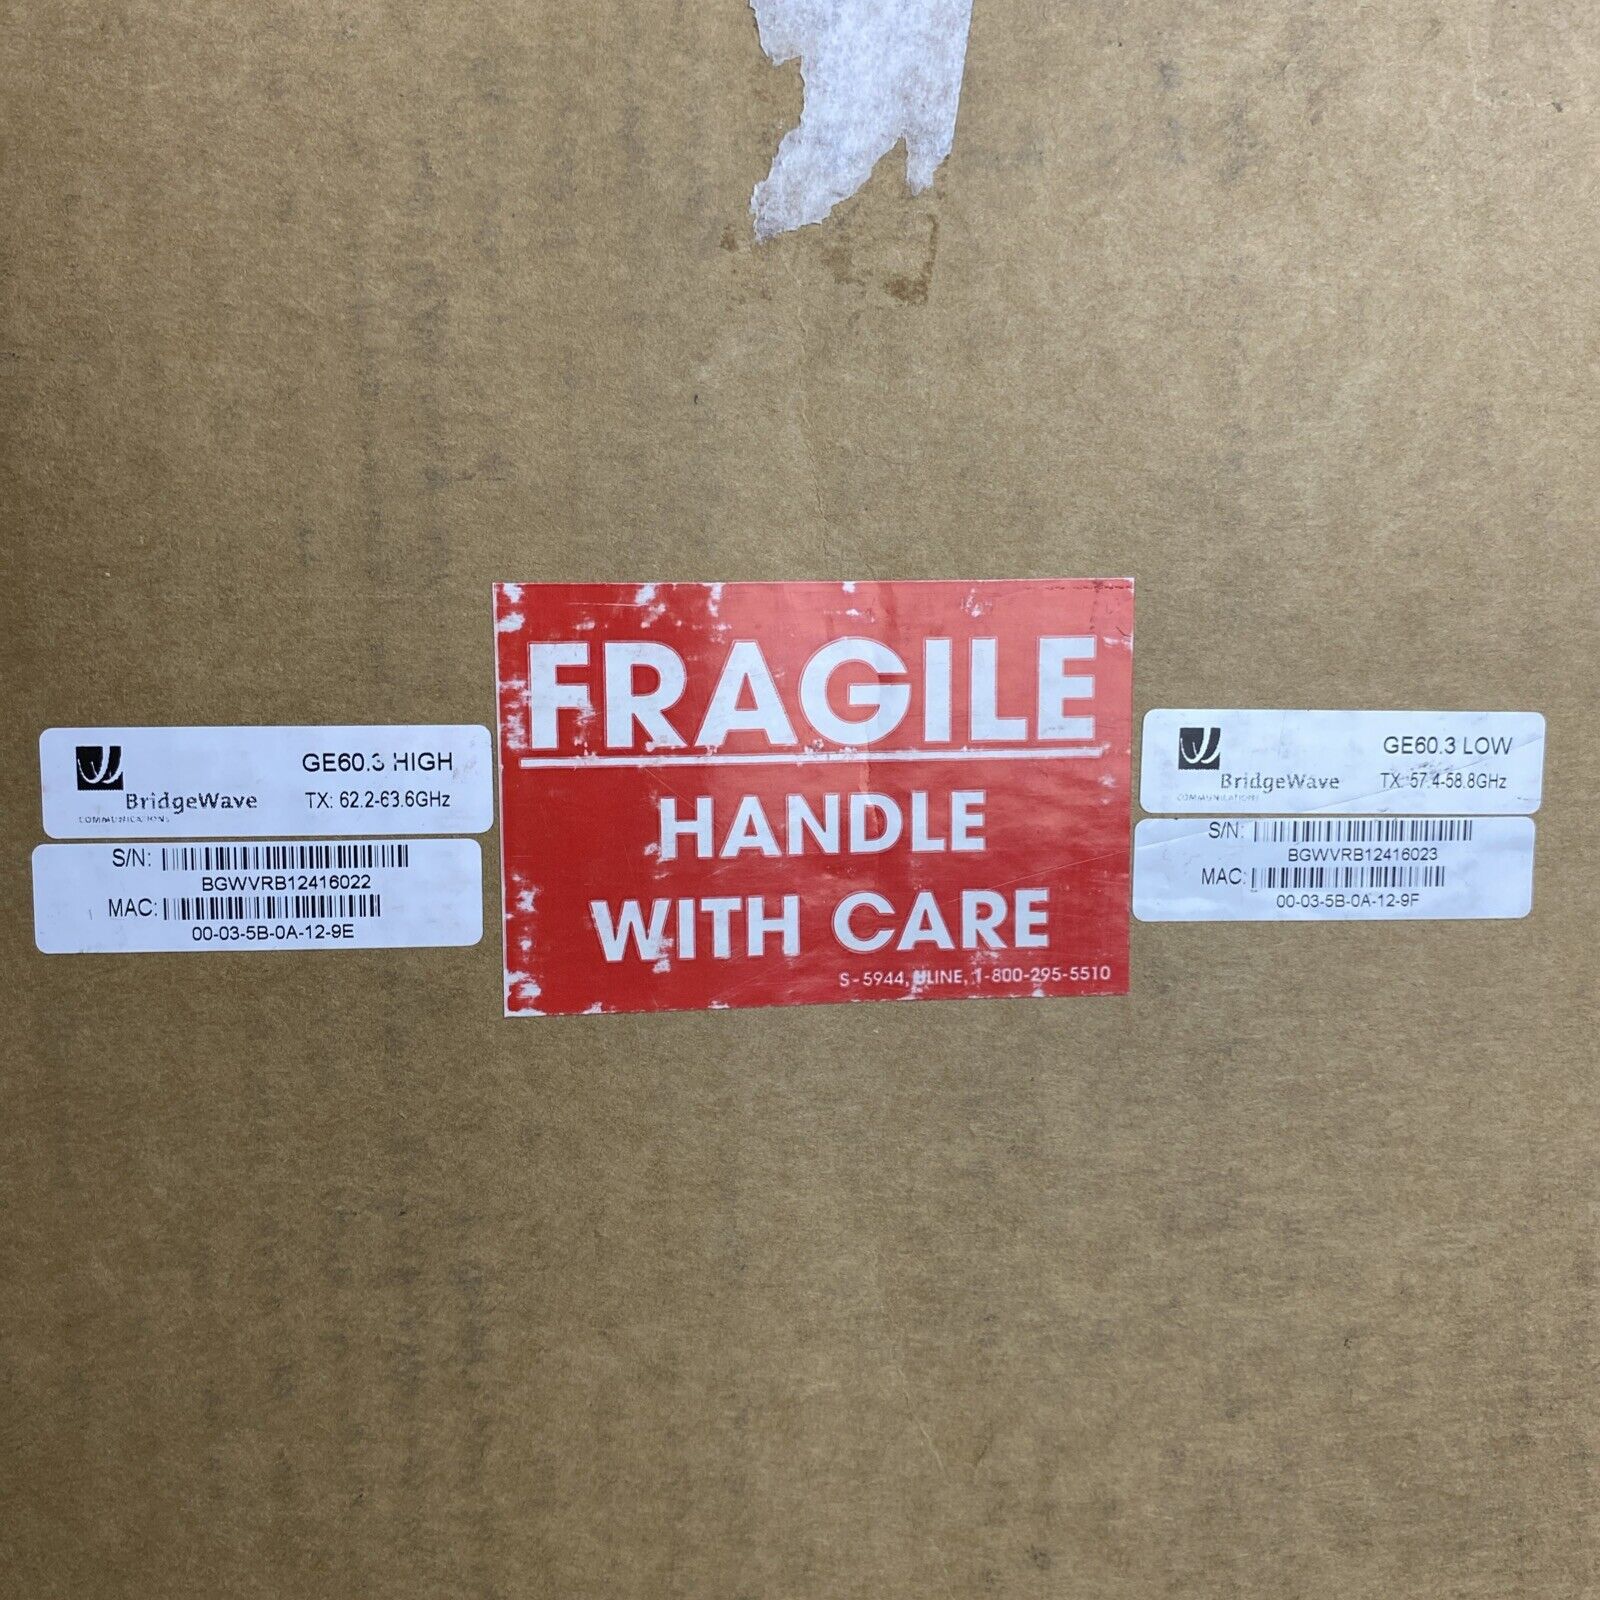 GE60.3 HIGH
BridgeWave
TX: 62.2-63.6GHz
COMMUNICATIONS
S/N:
BGWVRB12416022
MAC:
00-03-5B-0A-12-9E
FRAGILE
HANDLE
WITH CARE
S-5944, ULINE, 1-800-295-5510
GE60.3 LOW
BridgeWave
TX: 57.4-58.8GHz
COMMUNICATIONS
S/N:
BGWVRB12416023
MAC:
00-03-5B-0A-12-9F